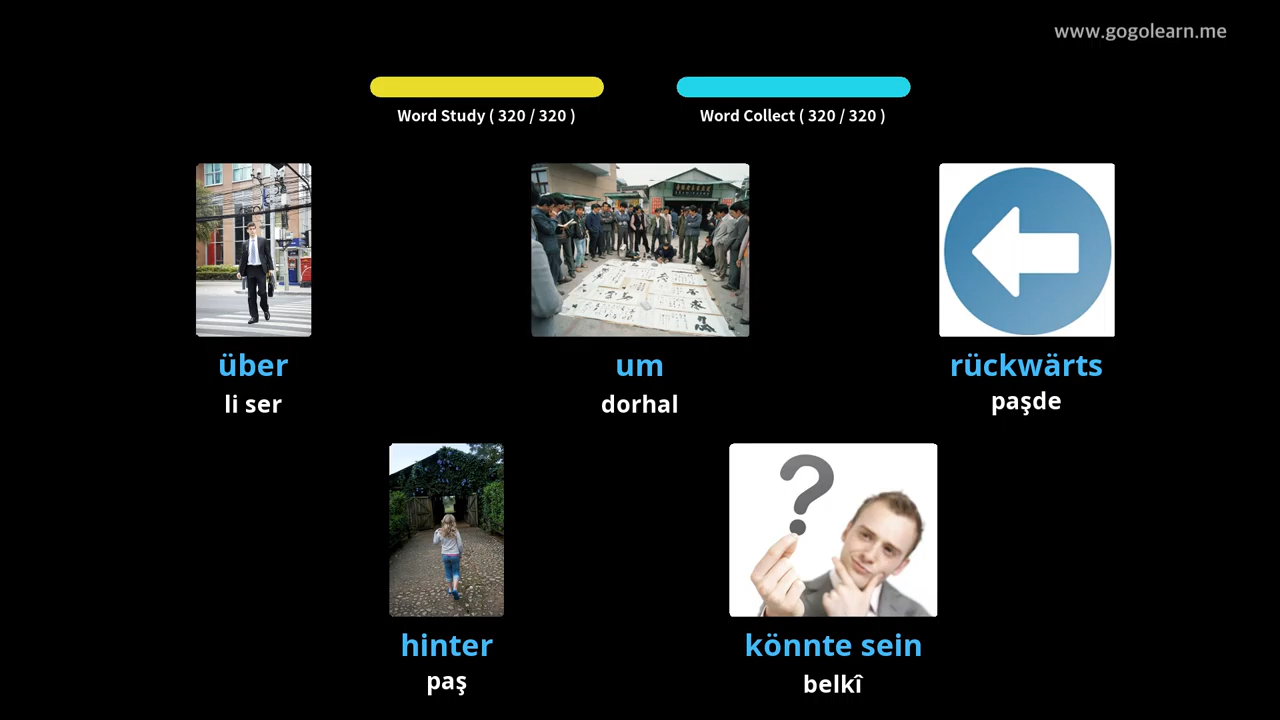 www.gogolearn.me
Word Study ( 320 / 320 )
Word Collect ( 320 / 320 )
über
um
rückwärts
li ser
dorhal
paşde
hinter
könnte sein
paş
belkî